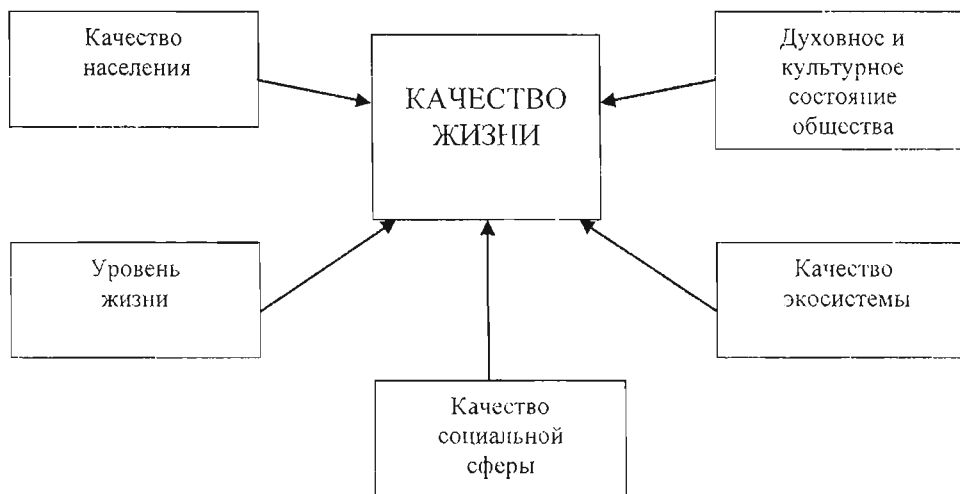 Качество
населения
КАЧЕСТВО
ЖИЗНИ
Духовное и
культурное
состояние
общества
Уровень
жизни
Качество
экосистемы
Качество
социальной
сферы